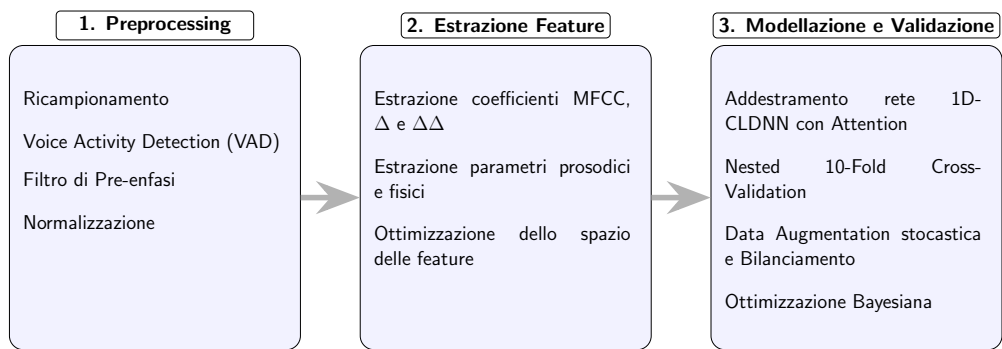 1. Preprocessing
Ricampionamento
Voice Activity Detection (VAD)
Filtro di Pre-enfasi
Normalizzazione
2. Estrazione Feature
Estrazione coefficienti MFCC,
Δ e ΔΔ
Estrazione parametri prosodici
e fisici
Ottimizzazione dello spazio
delle feature
3. Modellazione e Validazione
Addestramento rete 1D-
CLDNN con Attention
Nested 10-Fold Cross-
Validation
Data Augmentation stocastica
e Bilanciamento
Ottimizzazione Bayesiana